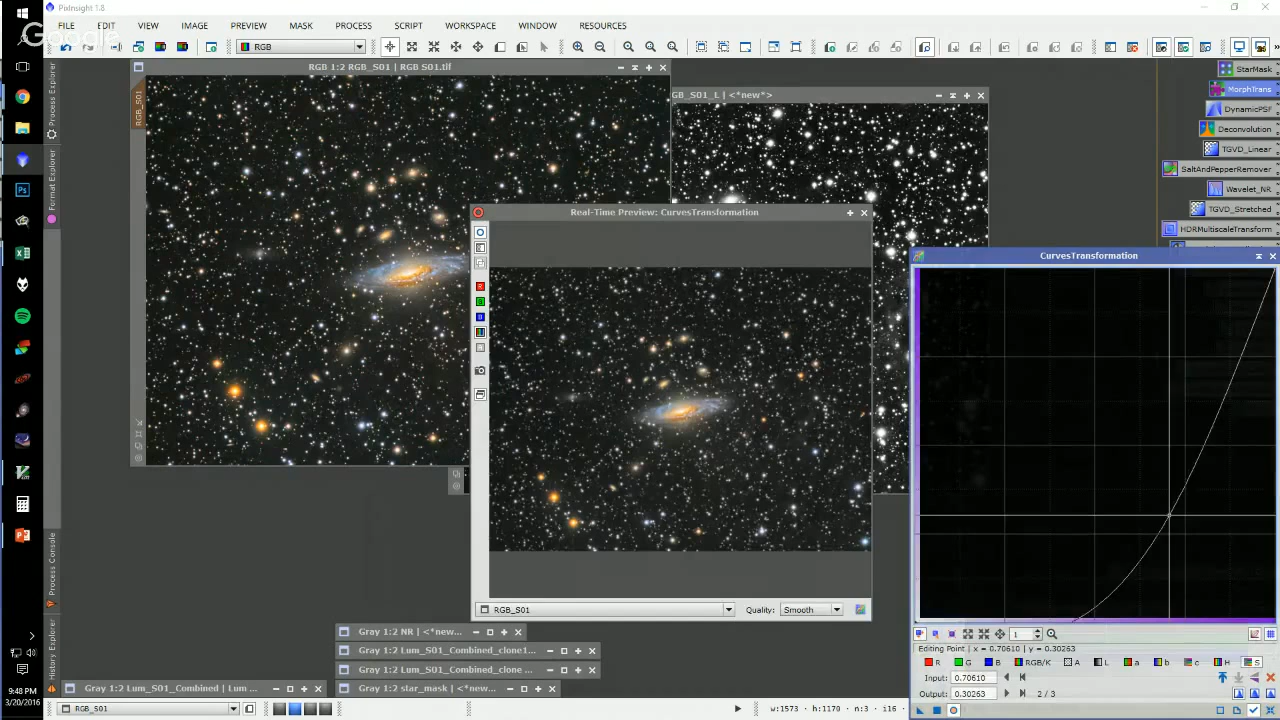 PixInsight 1.8
FILE EDIT VIEW IMAGE PREVIEW MASK PROCESS SCRIPT WORKSPACE WINDOW RESOURCES
Google
RGB
Process Explorer
Format Explorer
Process Console
History Explorer
RGB 1:2 RGB_S01 | RGB S01.tif
RGB_S01
GB_S01_L | <*new*>
StarMask
MorphTrans
DynamicPSF
Deconvolution
TGVD_Linear
SaltAndPepperRemover
Wavelet_NR
TGVD_Stretched
HDRMultiscaleTransform
Real-Time Preview: CurvesTransformation
R
G
B
RGB_S01
Quality: Smooth
CurvesTransformation
1
Editing Point | x = 0.70610 | y = 0.30263
R G B RGB/K A L a b c H S
Input: 0.70610
Output: 0.30263 2 / 3
Gray 1:2 NR | <*new...
Gray 1:2 Lum_S01_Combined_clone1...
Gray 1:2 Lum_S01_Combined_clone ...
Gray 1:2 star_mask | <*new...
Gray 1:2 Lum_S01_Combined | Lum ...
RGB_S01
w:1573 > h:1170 > n:3 - 116
9:48 PM
3/20/2016